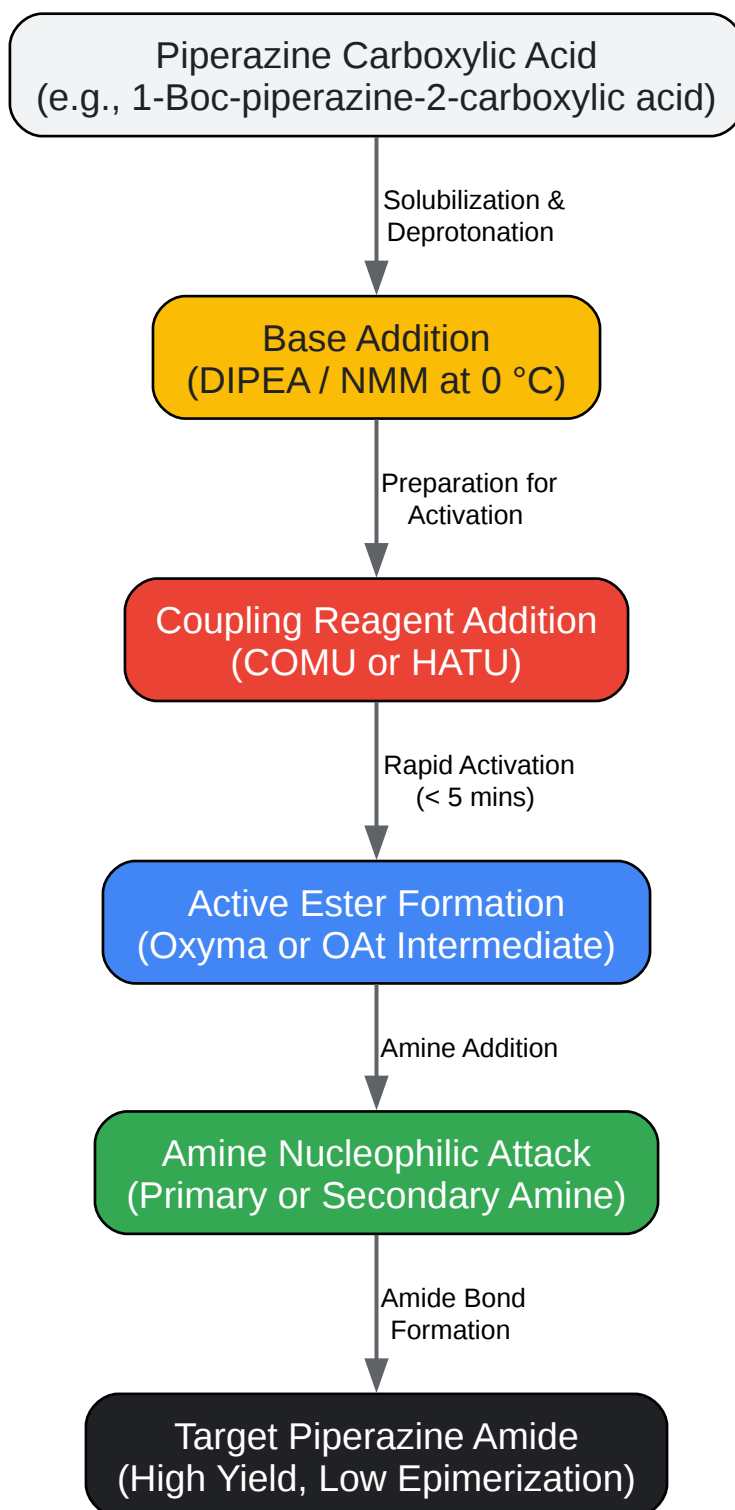 Piperazine Carboxylic Acid
(e.g., 1-Boc-piperazine-2-carboxylic acid)
Solubilization &
Deprotonation
Base Addition
(DIPEA / NMM at 0 °C)
Preparation for
Activation
Coupling Reagent Addition
(COMU or HATU)
Rapid Activation
(< 5 mins)
Active Ester Formation
(Oxyma or OAt Intermediate)
Amine Addition
Amine Nucleophilic Attack
(Primary or Secondary Amine)
Amide Bond
Formation
Target Piperazine Amide
(High Yield, Low Epimerization)